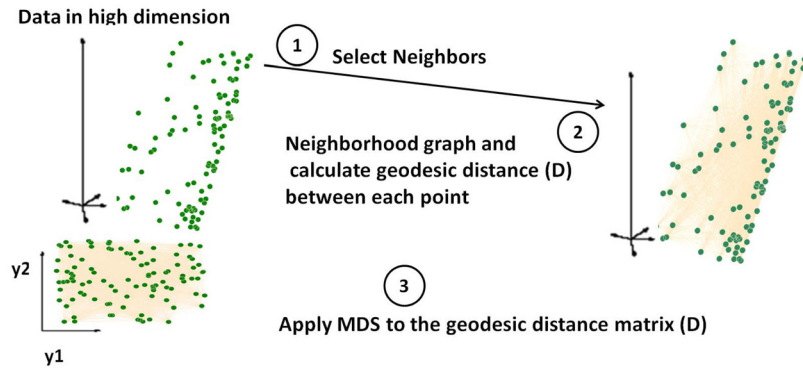 Data in high dimension
1
Select Neighbors
2
Neighborhood graph and
calculate geodesic distance (D)
between each point
y2
y1
3
Apply MDS to the geodesic distance matrix (D)